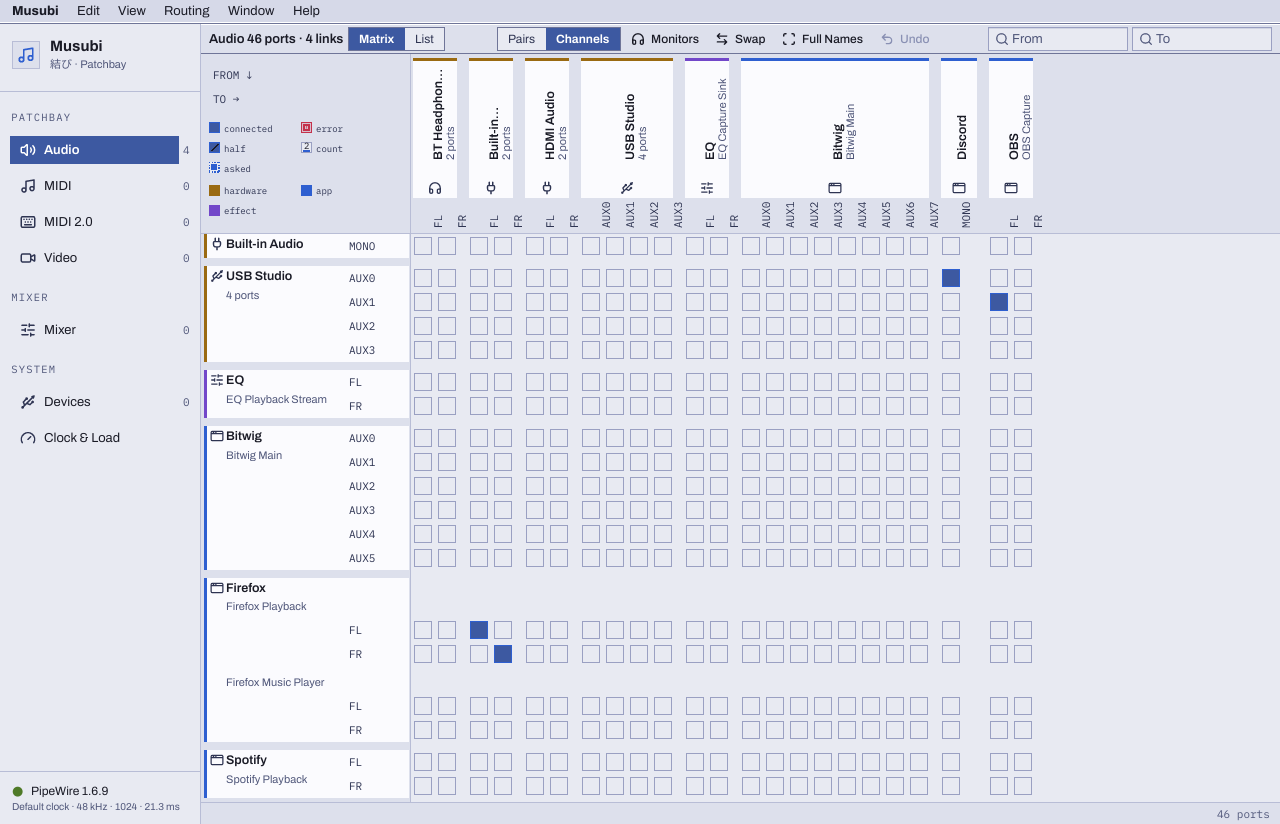 Musubi Edit View Routing Window Help
Musubi
結び · Patchbay
PATCHBAY
Audio 4
MIDI 0
MIDI 2.0 0
Video 0
MIXER
Mixer 0
SYSTEM
Devices 0
Clock & Load
PipeWire 1.6.9
Default clock · 48 kHz · 1024 · 21.3 ms
Audio 46 ports · 4 links Matrix List Pairs Channels Monitors Swap Full Names Undo From To
FROM ↓
TO →
connected error
half 2 count
asked
hardware app
effect
BT Headphon...
2 ports
Built-in...
2 ports
HDMI Audio
2 ports
USB Studio
4 ports
EQ
EQ Capture Sink
Bitwig
Bitwig Main
Discord
OBS
OBS Capture
FL FR FL FR FL FR AUX0 AUX1 AUX2 AUX3 FL FR AUX0 AUX1 AUX2 AUX3 AUX4 AUX5 AUX6 AUX7 MONO FL FR
Built-in Audio MONO
USB Studio AUX0
4 ports
AUX1
AUX2
AUX3
EQ FL
EQ Playback Stream
FR
Bitwig AUX0
Bitwig Main
AUX1
AUX2
AUX3
AUX4
AUX5
Firefox
Firefox Playback
FL
FR
Firefox Music Player
FL
FR
Spotify FL
Spotify Playback
FR
46 ports